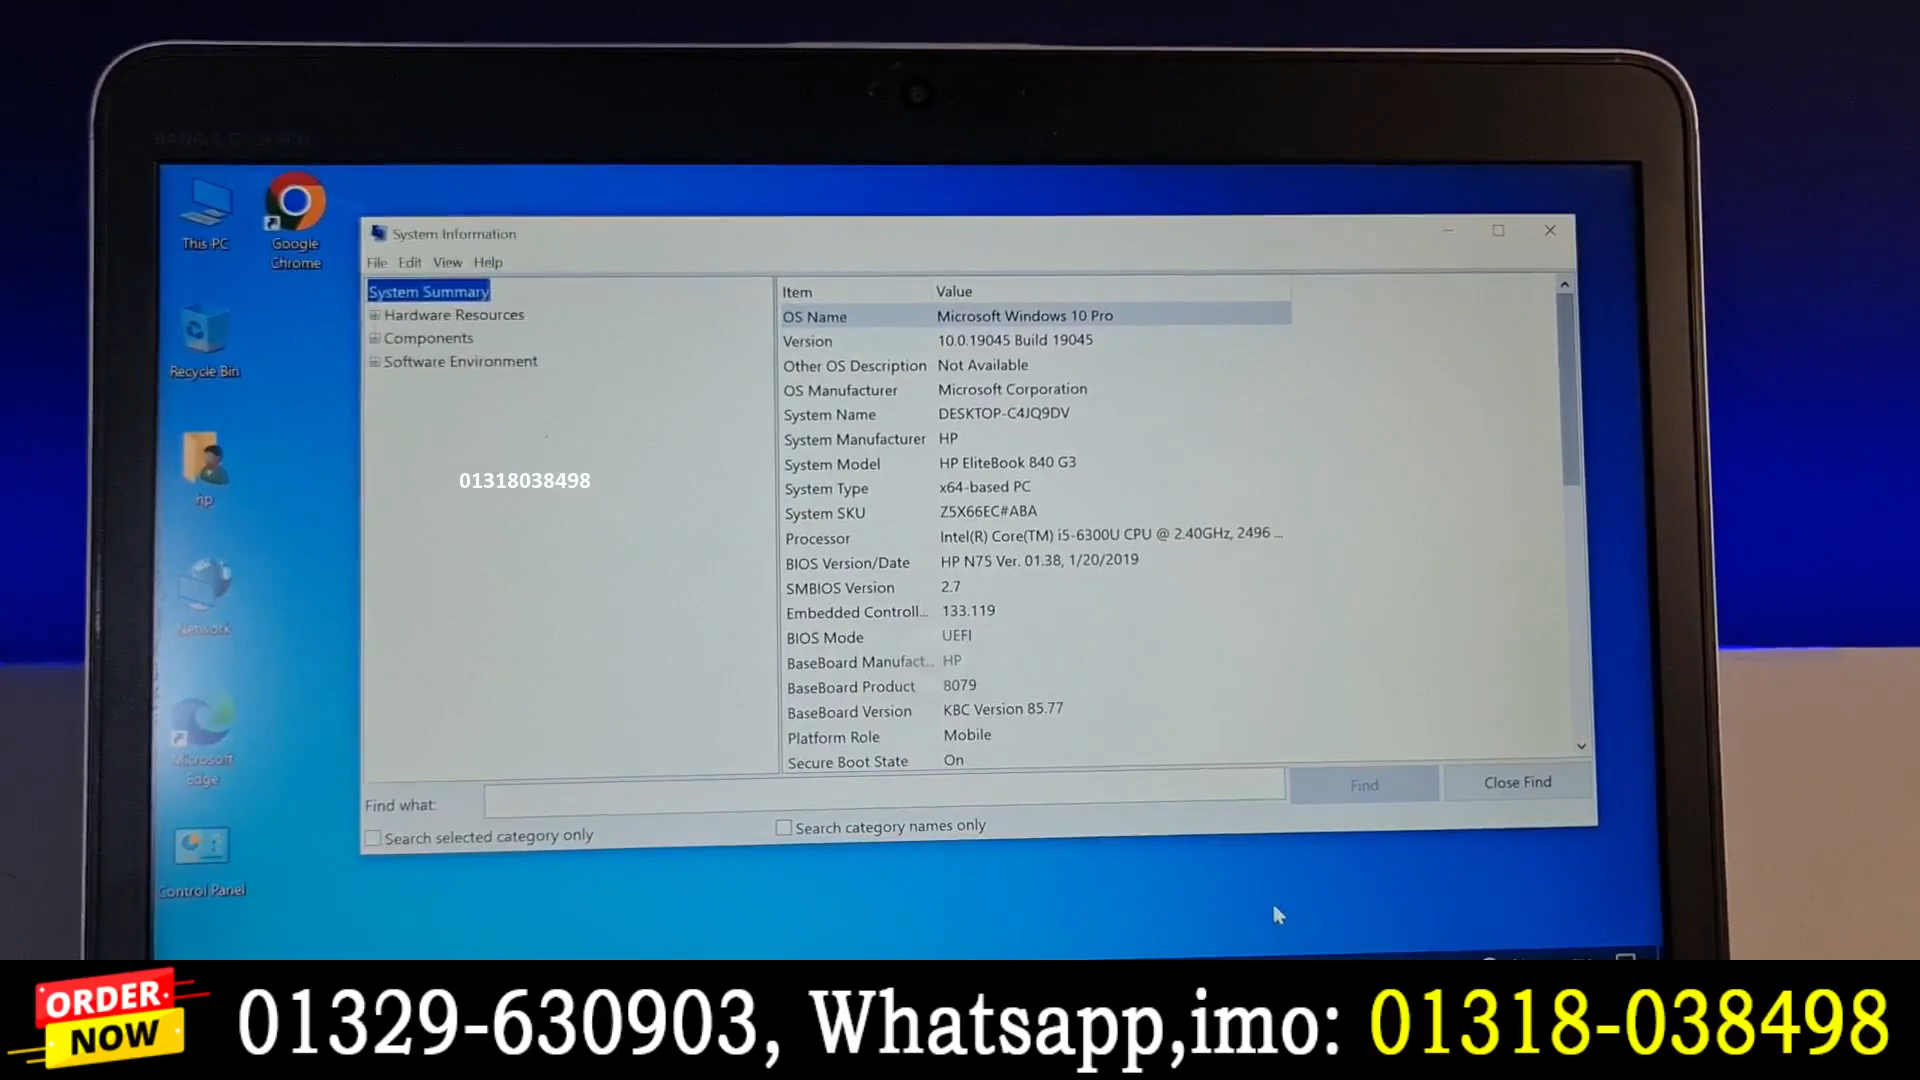 BANG & OLUFSEN
This PC
Google
Chrome
Recycle Bin
hp
Network
Microsoft
Edge
Control Panel
System Information
File Edit View Help
System Summary
Hardware Resources
Components
Software Environment
01318038498
Item Value
OS Name Microsoft Windows 10 Pro
Version 10.0.19045 Build 19045
Other OS Description Not Available
OS Manufacturer Microsoft Corporation
System Name DESKTOP-C4JQ9DV
System Manufacturer HP
System Model HP EliteBook 840 G3
System Type x64-based PC
System SKU Z5X66EC#ABA
Processor Intel(R) Core(TM) i5-6300U CPU @ 2.40GHz, 2496 ...
BIOS Version/Date HP N75 Ver. 01.38, 1/20/2019
SMBIOS Version 2.7
Embedded Controll... 133.119
BIOS Mode UEFI
BaseBoard Manufact... HP
BaseBoard Product 8079
BaseBoard Version KBC Version 85.77
Platform Role Mobile
Secure Boot State On
Find what: Find Close Find
Search selected category only Search category names only
ORDER
NOW
01329-630903, Whatsapp,imo: 01318-038498